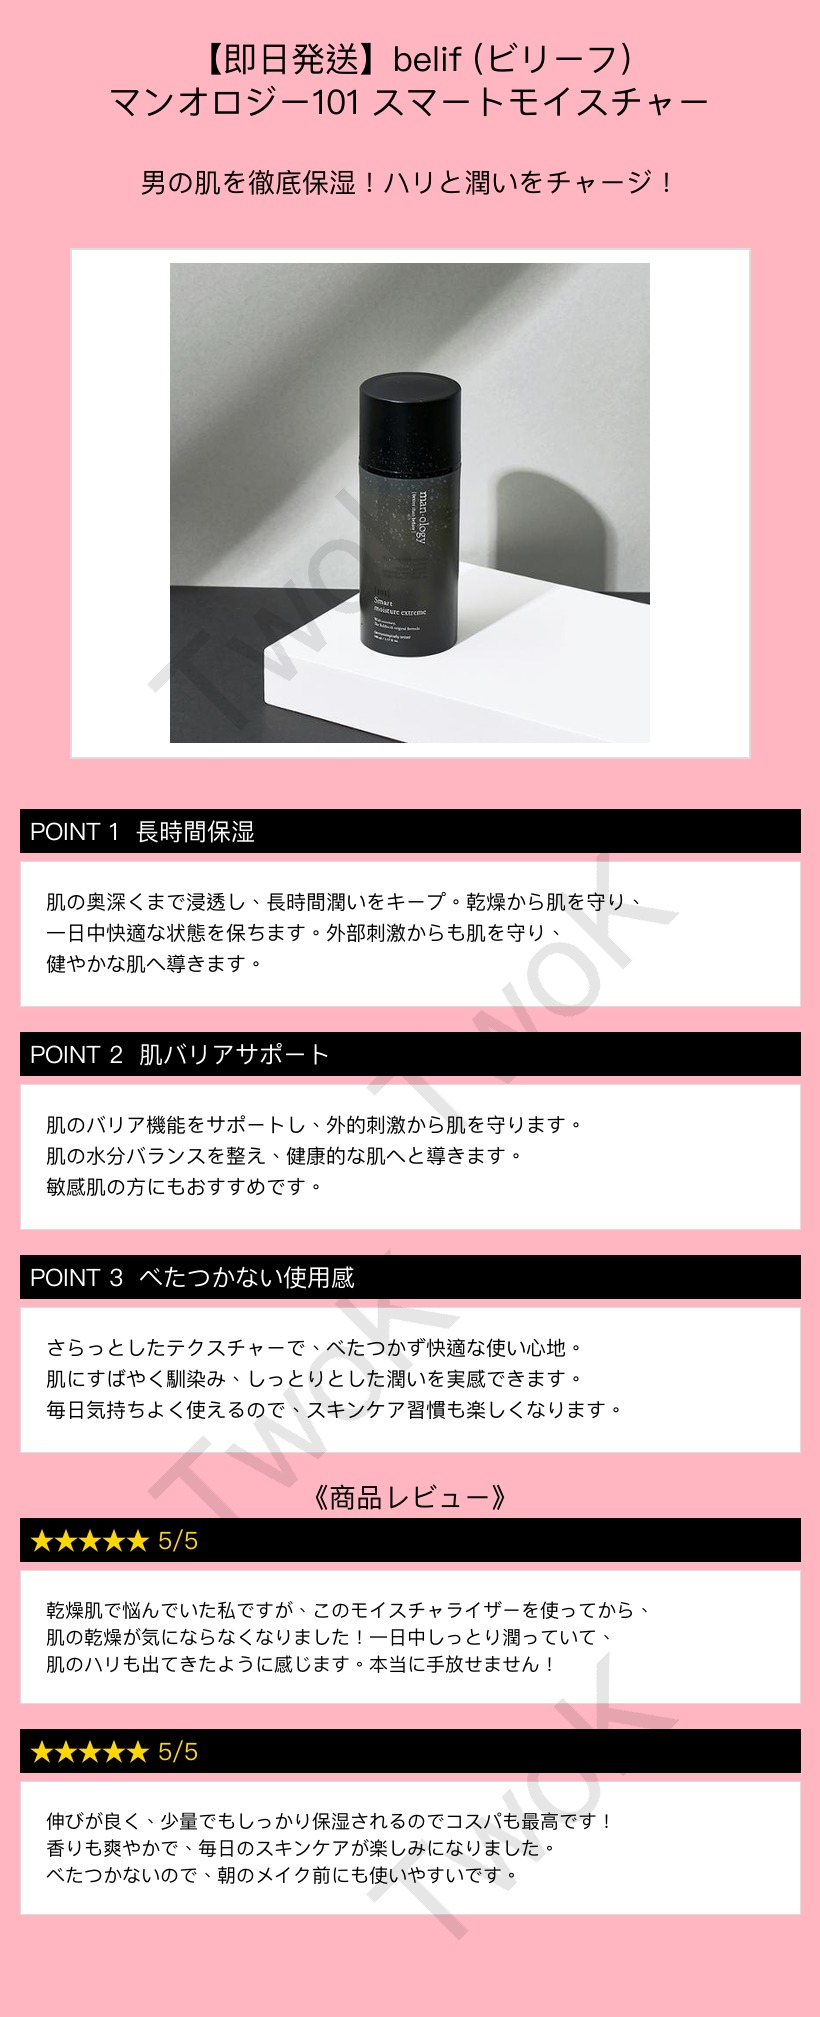 【即日発送】belif (ビリーフ)
マンオロジー101 スマートモイスチャー
男の肌を徹底保湿！ハリと潤いをチャージ！
man.ology
[101]
Smart
moisture extreme
POINT 1 長時間保湿
肌の奥深くまで浸透し、長時間潤いをキープ。乾燥から肌を守り、
一日中快適な状態を保ちます。外部刺激からも肌を守り、
健やかな肌へ導きます。
POINT 2 肌バリアサポート
肌のバリア機能をサポートし、外的刺激から肌を守ります。
肌の水分バランスを整え、健康的な肌へと導きます。
敏感肌の方にもおすすめです。
POINT 3 べたつかない使用感
さらっとしたテクスチャーで、べたつかず快適な使い心地。
肌にすばやく馴染み、しっとりとした潤いを実感できます。
毎日気持ちよく使えるので、スキンケア習慣も楽しくなります。
《商品レビュー》
★★★★★ 5/5
乾燥肌で悩んでいた私ですが、このモイスチャライザーを使ってから、
肌の乾燥が気にならなくなりました！一日中しっとり潤っていて、
肌のハリも出てきたように感じます。本当に手放せません！
★★★★★ 5/5
伸びが良く、少量でもしっかり保湿されるのでコスパも最高です！
香りも爽やかで、毎日のスキンケアが楽しみになりました。
べたつかないので、朝のメイク前にも使いやすいです。
TwoK
TwoK
TwoK
TwoK